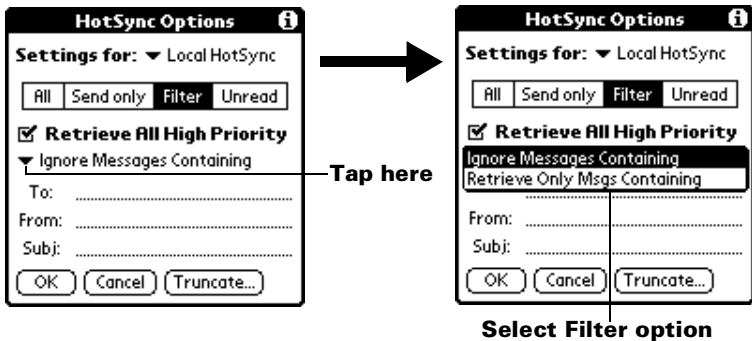 HotSync Options
Settings for: Local HotSync
All Send only Filter Unread
Retrieve All High Priority
Ignore Messages Containing
To:
From:
Subj:
OK Cancel Truncate...
Tap here
HotSync Options
Settings for: Local HotSync
All Send only Filter Unread
Retrieve All High Priority
Ignore Messages Containing
Retrieve Only Msgs Containing
From:
Subj:
OK Cancel Truncate...
Select Filter option